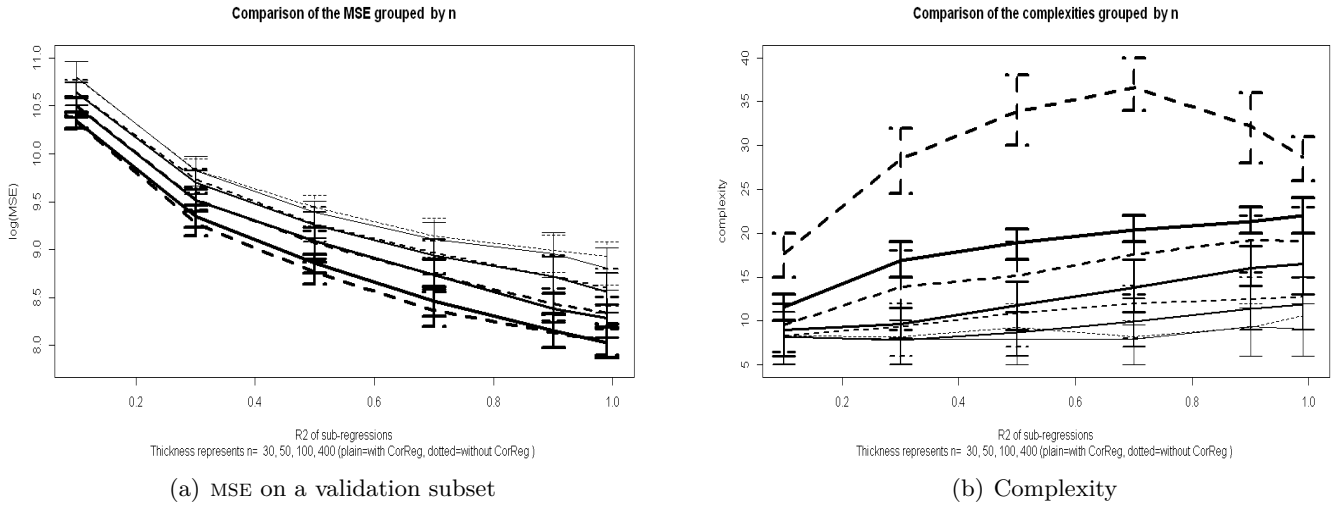 Comparison of the MSE grouped by n
log(MSE)
11.0
10.5
10.0
9.5
9.0
8.5
8.0
0.2
0.4
0.6
0.8
1.0
R2 of sub-regressions
Thickness represents n= 30, 50, 100, 400 (plain=with CorReg, dotted=without CorReg )
(a) MSE on a validation subset
Comparison of the complexities grouped by n
complexity
40
35
30
25
20
15
10
5
0.2
0.4
0.6
0.8
1.0
R2 of sub-regressions
Thickness represents n= 30, 50, 100, 400 (plain=with CorReg, dotted=without CorReg )
(b) Complexity